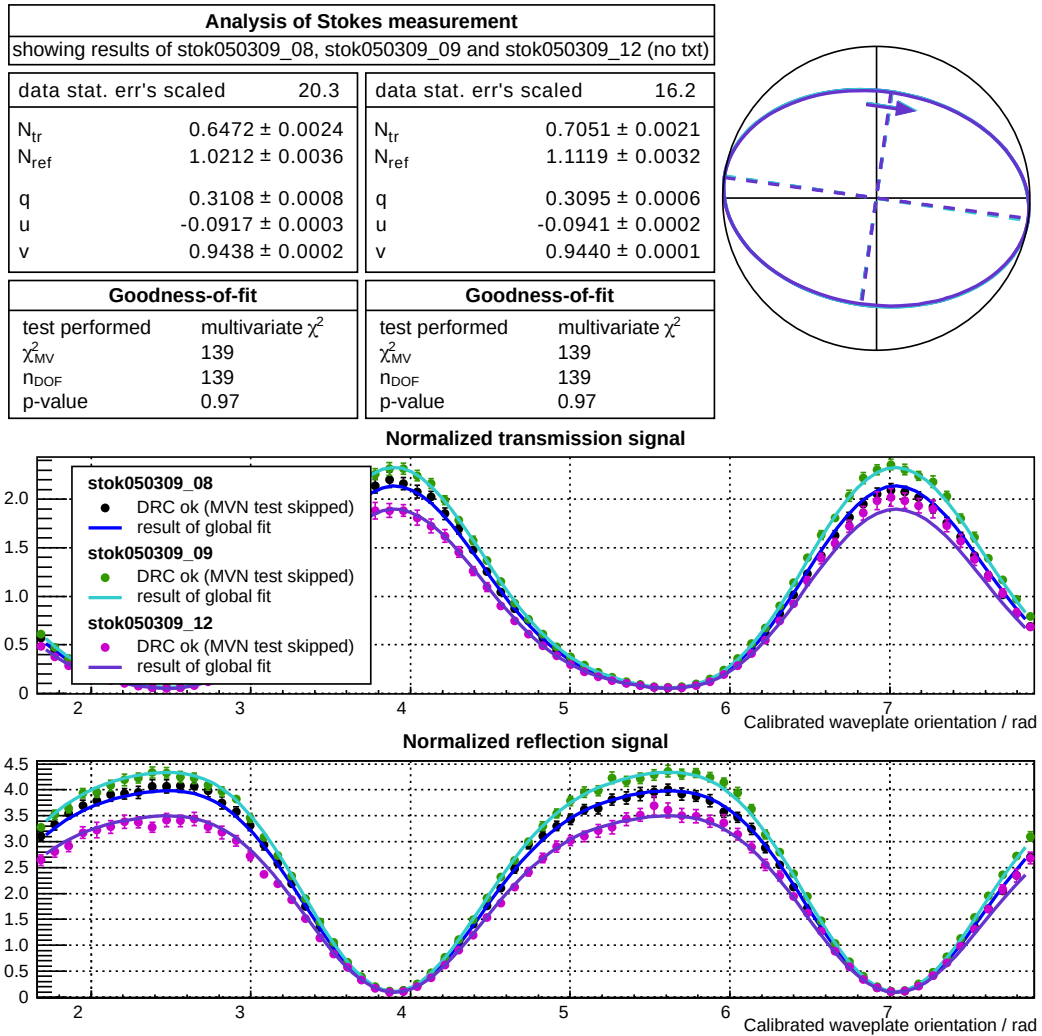 Analysis of Stokes measurement
showing results of stok050309_08, stok050309_09 and stok050309_12 (no txt)
data stat. err's scaled 20.3
N_tr 0.6472 ± 0.0024
N_ref 1.0212 ± 0.0036
q 0.3108 ± 0.0008
u -0.0917 ± 0.0003
v 0.9438 ± 0.0002
data stat. err's scaled 16.2
N_tr 0.7051 ± 0.0021
N_ref 1.1119 ± 0.0032
q 0.3095 ± 0.0006
u -0.0941 ± 0.0002
v 0.9440 ± 0.0001
Goodness-of-fit
test performed multivariate χ²
χ²_MV 139
n_DOF 139
p-value 0.97
Goodness-of-fit
test performed multivariate χ²
χ²_MV 139
n_DOF 139
p-value 0.97
Normalized transmission signal
2.0
1.5
1.0
0.5
0
stok050309_08
DRC ok (MVN test skipped)
result of global fit
stok050309_09
DRC ok (MVN test skipped)
result of global fit
stok050309_12
DRC ok (MVN test skipped)
result of global fit
2 3 4 5 6 7
Calibrated waveplate orientation / rad
Normalized reflection signal
4.5
4.0
3.5
3.0
2.5
2.0
1.5
1.0
0.5
0
2 3 4 5 6 7
Calibrated waveplate orientation / rad